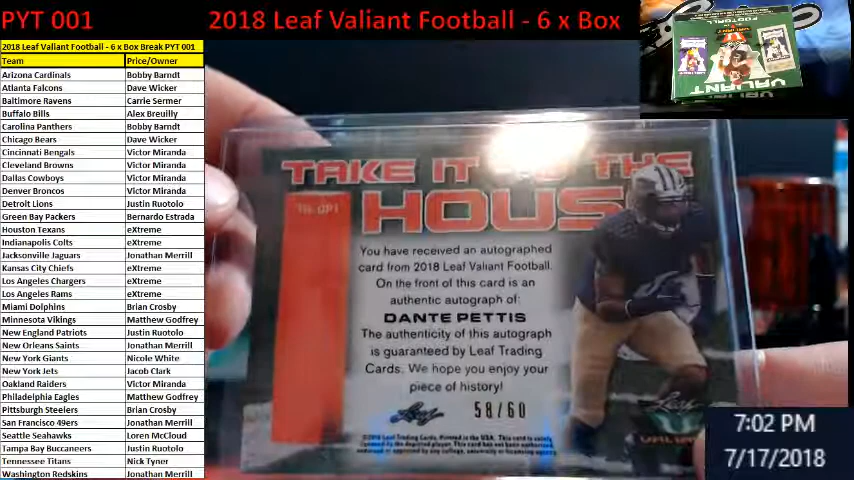 PYT 001
2018 Leaf Valiant Football - 6 x Box
2018 Leaf Valiant Football - 6 x Box Break PYT 001
Team Price/Owner
Arizona Cardinals Bobby Barndt
Atlanta Falcons Dave Wicker
Baltimore Ravens Carrie Sermer
Buffalo Bills Alex Breuilly
Carolina Panthers Bobby Barndt
Chicago Bears Dave Wicker
Cincinnati Bengals Victor Miranda
Cleveland Browns Victor Miranda
Dallas Cowboys Victor Miranda
Denver Broncos Victor Miranda
Detroit Lions Justin Ruotolo
Green Bay Packers Bernardo Estrada
Houston Texans eXtreme
Indianapolis Colts eXtreme
Jacksonville Jaguars Jonathan Merrill
Kansas City Chiefs eXtreme
Los Angeles Chargers eXtreme
Los Angeles Rams eXtreme
Miami Dolphins Brian Crosby
Minnesota Vikings Matthew Godfrey
New England Patriots Justin Ruotolo
New Orleans Saints Jonathan Merrill
New York Giants Nicole White
New York Jets Jacob Clark
Oakland Raiders Victor Miranda
Philadelphia Eagles Matthew Godfrey
Pittsburgh Steelers Brian Crosby
San Francisco 49ers Jonathan Merrill
Seattle Seahawks Loren McCloud
Tampa Bay Buccaneers Justin Ruotolo
Tennessee Titans Nick Tyner
Washington Redskins Jonathan Merrill
TAKE IT TO THE
HOUS
TH-DP1
You have received an autographed
card from 2018 Leaf Valiant Football.
On the front of this card is an
authentic autograph of:
DANTE PETTIS
The authenticity of this autograph
is guaranteed by Leaf Trading
Cards. We hope you enjoy your
piece of history!
Leaf 58/60
Leaf
VALIANT
7:02 PM
7/17/2018